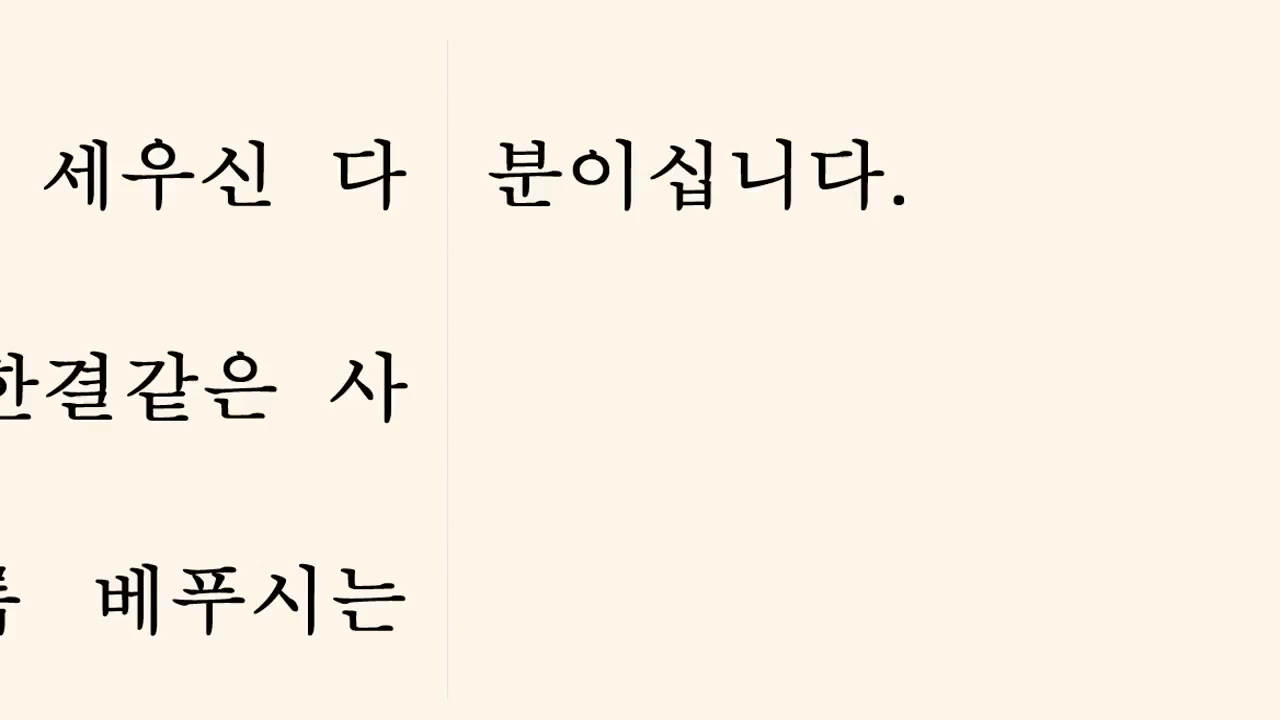 세우신 다
한결같은 사
베푸시는
분이십니다.